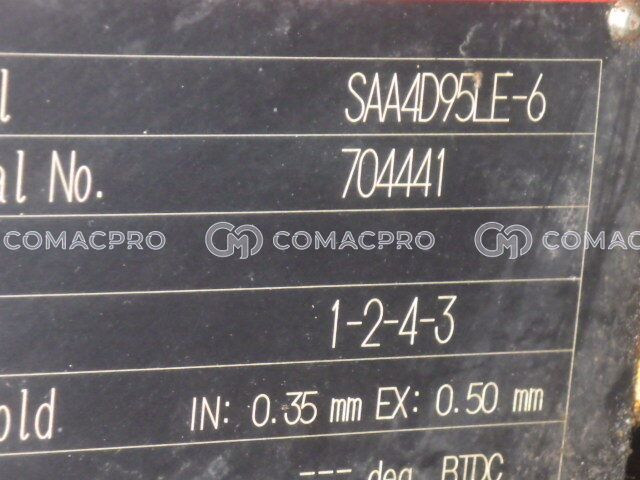 l SAA4D95LE-6
al No. 704441
COMACPRO COMACPRO COMACP
1-2-4-3
old IN: 0.35 mm EX: 0.50 mm
--- deg BTDC